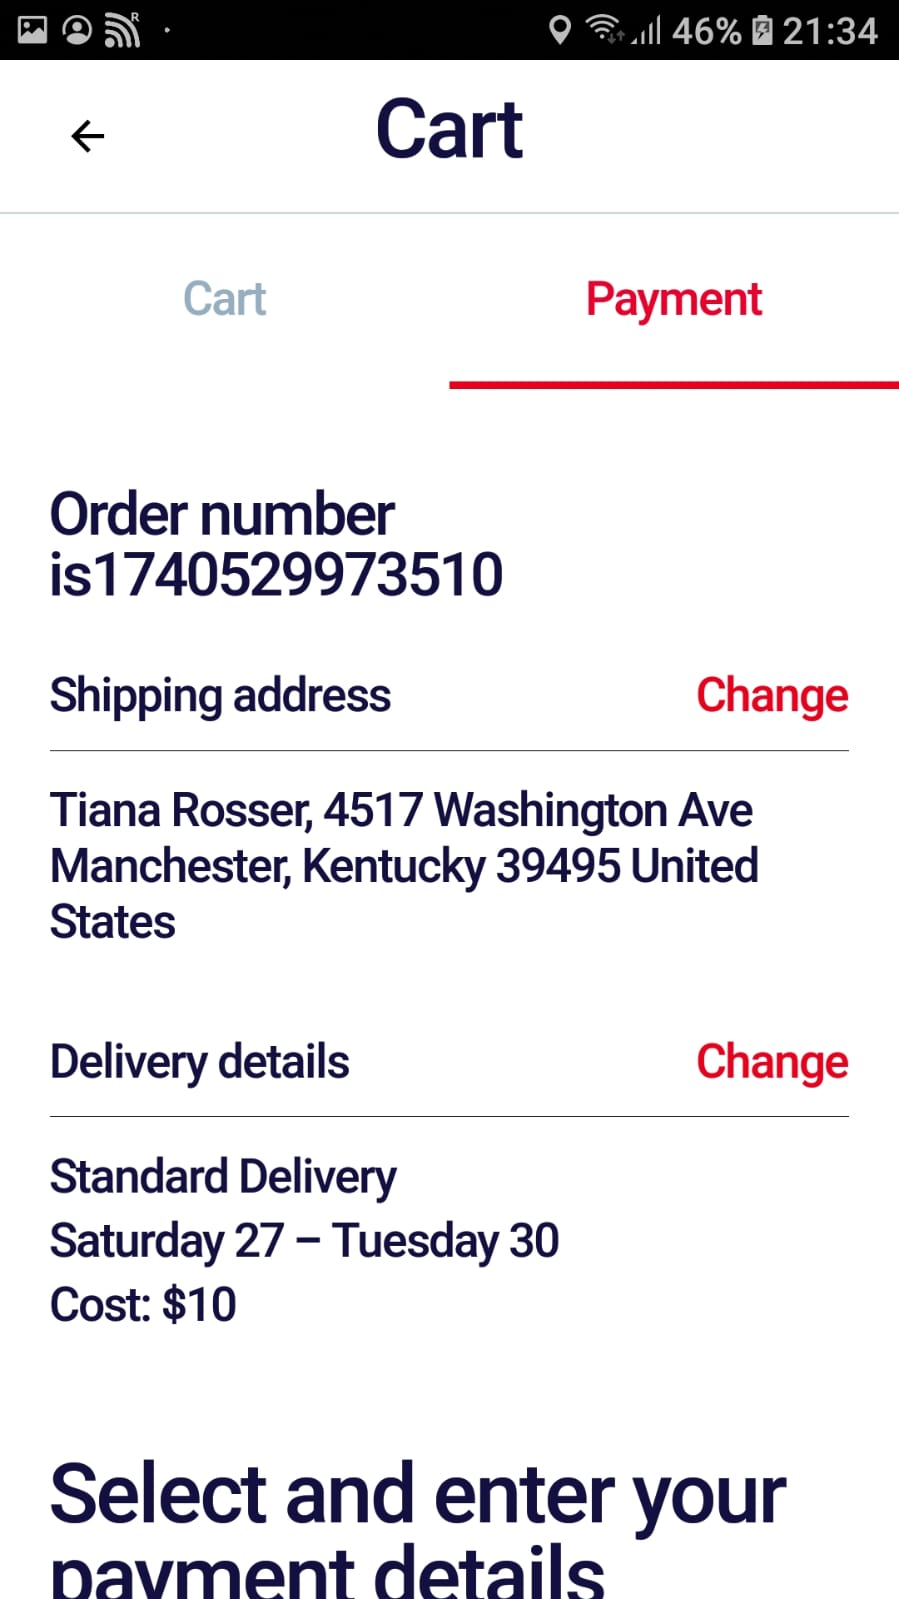 R
46% 21:34
Cart
Cart Payment
Order number
is1740529973510
Shipping address Change
Tiana Rosser, 4517 Washington Ave
Manchester, Kentucky 39495 United
States
Delivery details Change
Standard Delivery
Saturday 27 – Tuesday 30
Cost: $10
Select and enter your
payment details